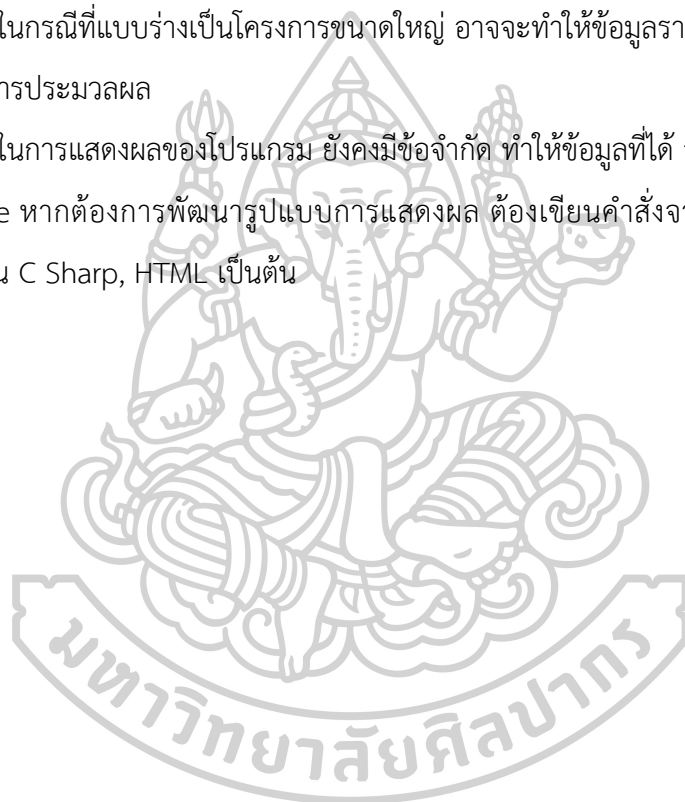 ในกรณีที่แบบร่างเป็นโครงการขนาดใหญ่ อาจจะทำให้ข้อมูลรา
ารประมวลผล
ในการแสดงผลของโปรแกรม ยังคงมีข้อจำกัด ทำให้ข้อมูลที่ได้
e หากต้องการพัฒนารูปแบบการแสดงผล ต้องเขียนคำสั่งจา
น C Sharp, HTML เป็นต้น
มหาวิทยาลัยศิลปากร